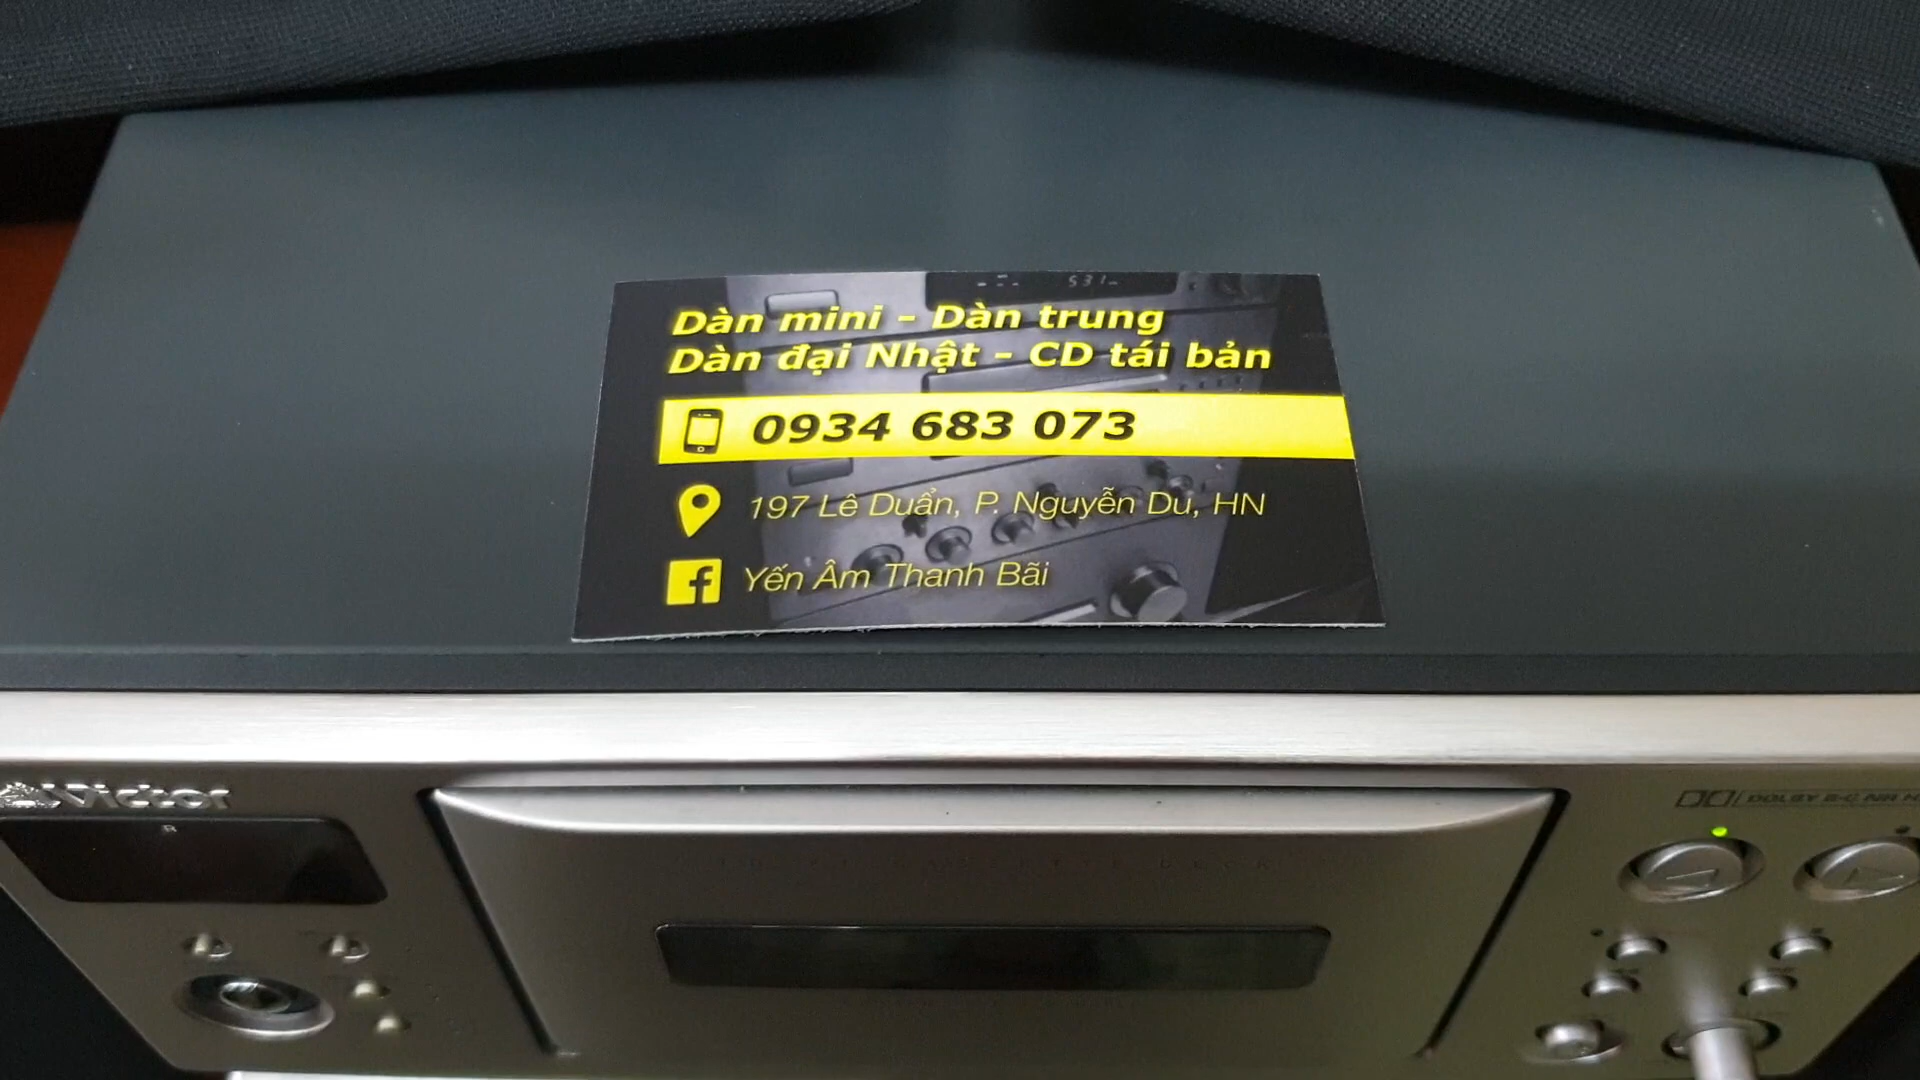 531
Dàn mini - Dàn trung
Dàn đại Nhật - CD tái bản
0934 683 073
197 Lê Duẩn, P. Nguyễn Du, HN
Yến Âm Thanh Bãi
Victor
DOLBY B-C NR